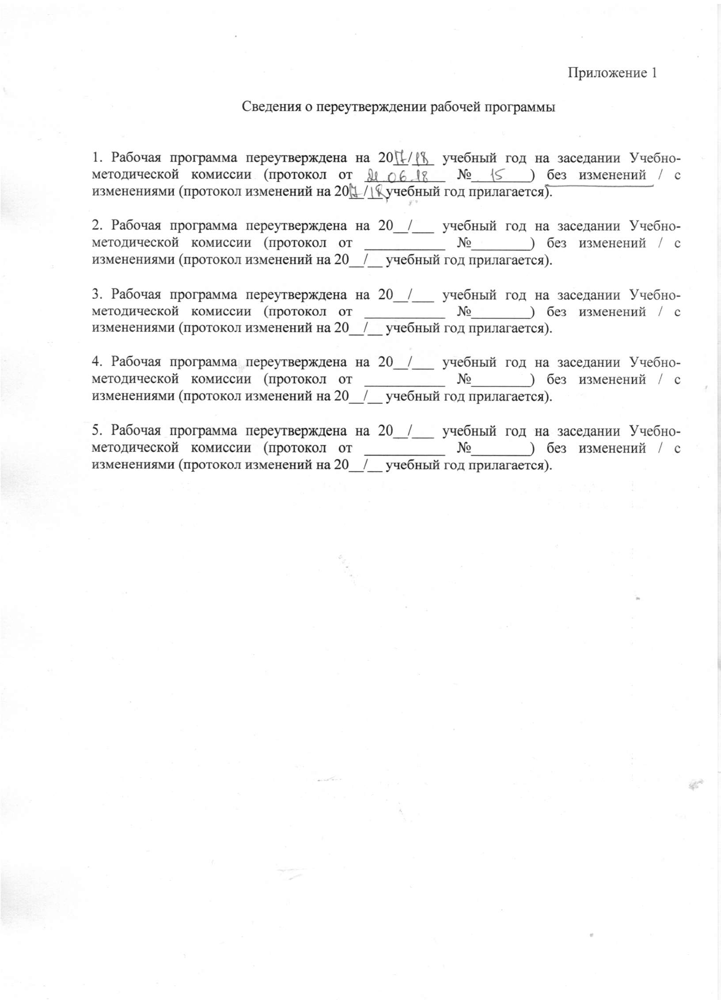 Приложение 1
Сведения о переутверждении рабочей программы
1. Рабочая программа переутверждена на 2017/18 учебный год на заседании Учебно-
методической комиссии (протокол от 21 06.18 № 15 ) без изменений / с
изменениями (протокол изменений на 2017/18 учебный год прилагается).
2. Рабочая программа переутверждена на 20__/___ учебный год на заседании Учебно-
методической комиссии (протокол от ___________ №________) без изменений / с
изменениями (протокол изменений на 20__/__ учебный год прилагается).
3. Рабочая программа переутверждена на 20__/___ учебный год на заседании Учебно-
методической комиссии (протокол от ___________ №________) без изменений / с
изменениями (протокол изменений на 20__/__ учебный год прилагается).
4. Рабочая программа переутверждена на 20__/___ учебный год на заседании Учебно-
методической комиссии (протокол от ___________ №________) без изменений / с
изменениями (протокол изменений на 20__/__ учебный год прилагается).
5. Рабочая программа переутверждена на 20__/___ учебный год на заседании Учебно-
методической комиссии (протокол от ___________ №________) без изменений / с
изменениями (протокол изменений на 20__/__ учебный год прилагается).